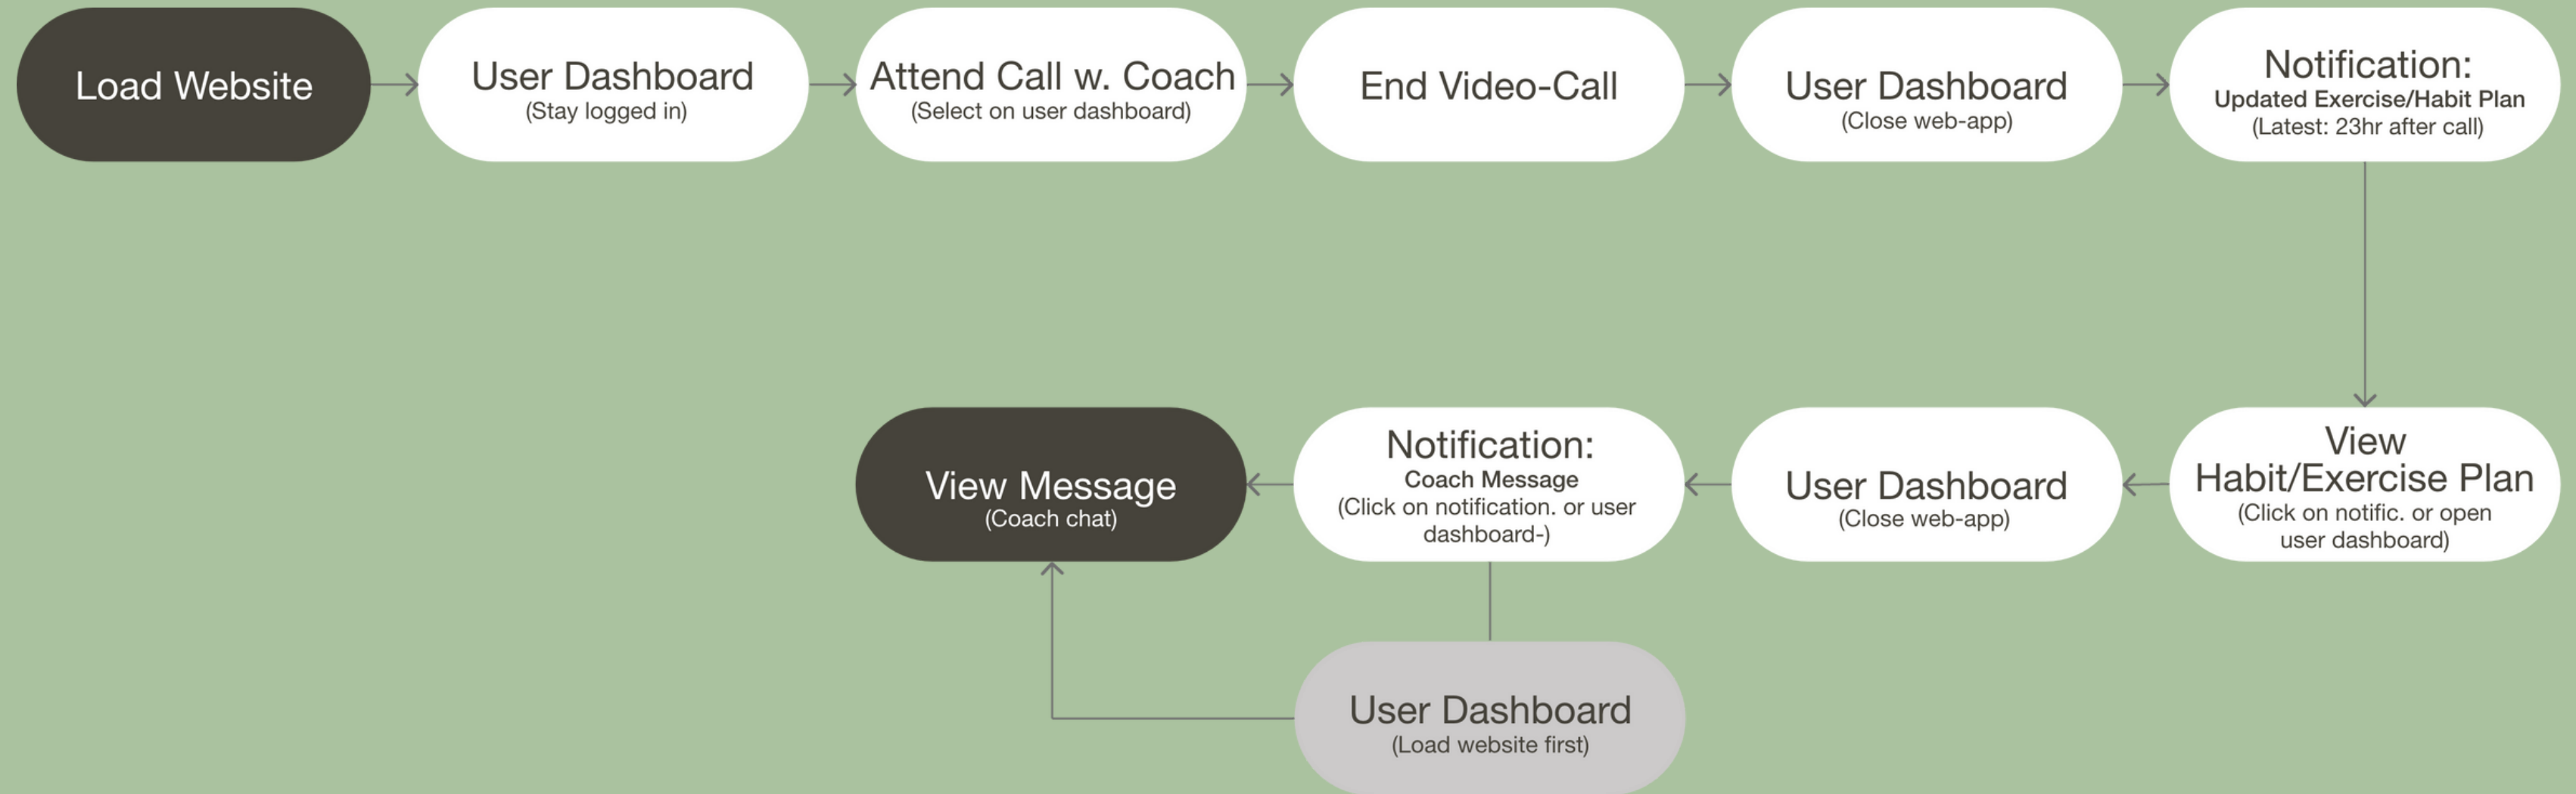 Load Website
User Dashboard
(Stay logged in)
Attend Call w. Coach
(Select on user dashboard)
End Video-Call
User Dashboard
(Close web-app)
Notification:
Updated Exercise/Habit Plan
(Latest: 23hr after call)
View
Habit/Exercise Plan
(Click on notific. or open
user dashboard)
User Dashboard
(Close web-app)
Notification:
Coach Message
(Click on notification. or user
dashboard-)
View Message
(Coach chat)
User Dashboard
(Load website first)